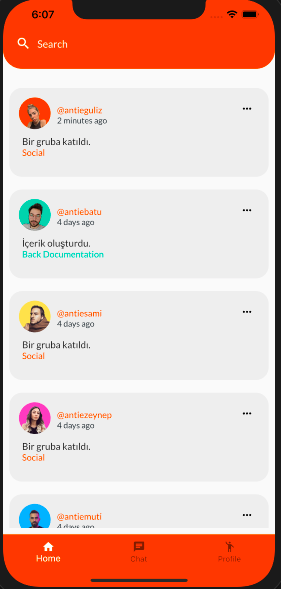 6:07
Search
@antieguliz
2 minutes ago
Bir gruba katıldı.
Social
@antiebatu
4 days ago
İçerik oluşturdu.
Back Documentation
@antiesami
4 days ago
Bir gruba katıldı.
Social
@antiezeynep
4 days ago
Bir gruba katıldı.
Social
@antiemuti
4 days ago
Home
Chat
Profile